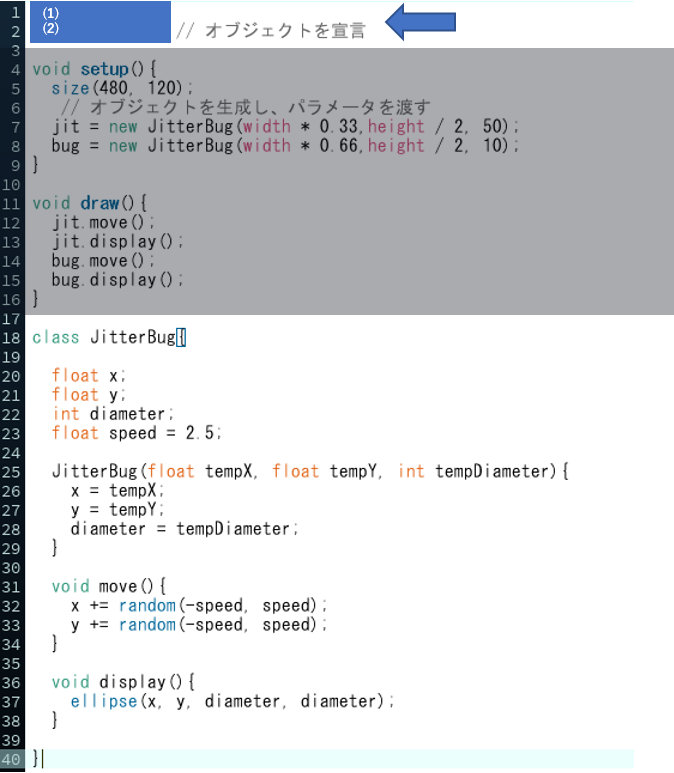 1 (1)
2 (2) // オブジェクトを宣言
3
4 void setup(){
5 size(480, 120);
6 // オブジェクトを生成し、パラメータを渡す
7 jit = new JitterBug(width * 0.33,height / 2, 50);
8 bug = new JitterBug(width * 0.66,height / 2, 10);
9 }
10
11 void draw(){
12 jit.move();
13 jit.display();
14 bug.move();
15 bug.display();
16 }
17
18 class JitterBug{
19
20 float x;
21 float y;
22 int diameter;
23 float speed = 2.5;
24
25 JitterBug(float tempX, float tempY, int tempDiameter){
26 x = tempX;
27 y = tempY;
28 diameter = tempDiameter;
29 }
30
31 void move(){
32 x += random(-speed, speed);
33 y += random(-speed, speed);
34 }
35
36 void display(){
37 ellipse(x, y, diameter, diameter);
38 }
39
40 }